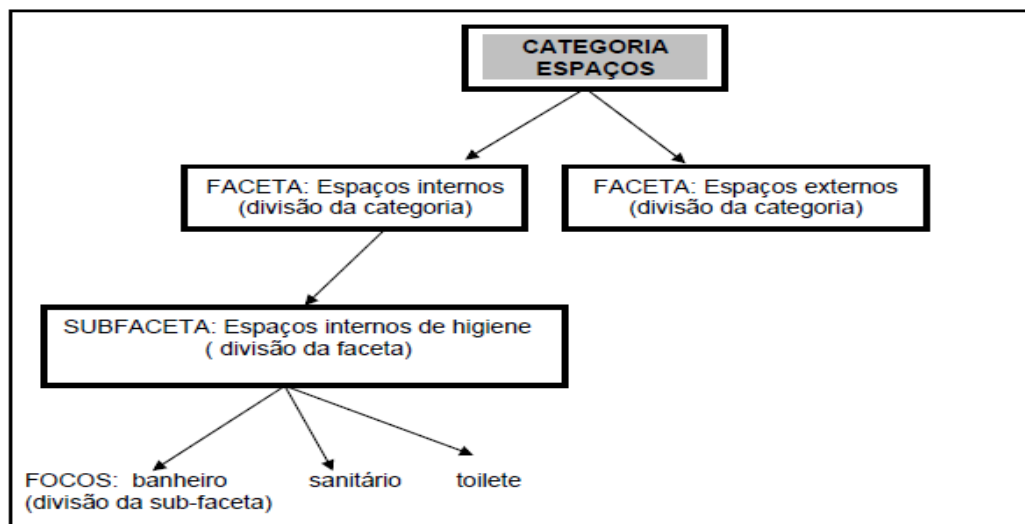 CATEGORIA
ESPAÇOS
FACETA: Espaços internos
(divisão da categoria)
FACETA: Espaços externos
(divisão da categoria)
SUBFACETA: Espaços internos de higiene
( divisão da faceta)
FOCOS: banheiro sanitário toilete
(divisão da sub-faceta)